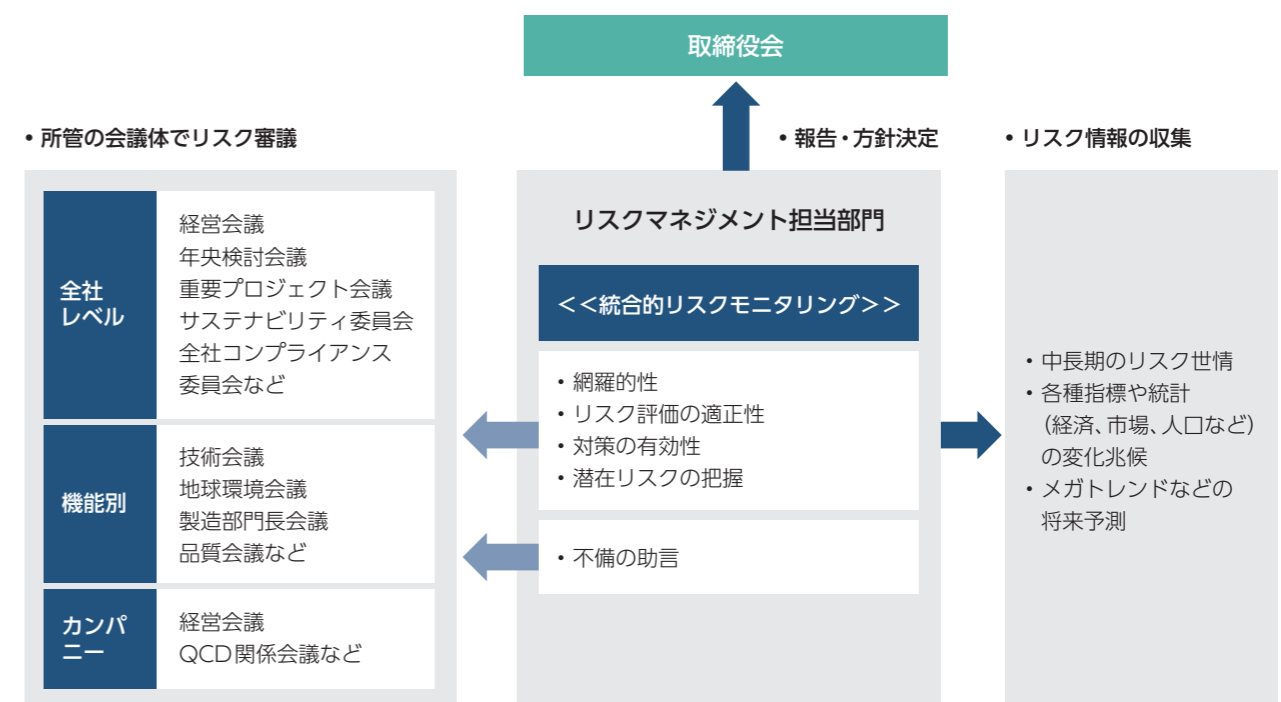 取締役会
• 所管の会議体でリスク審議
全社
レベル
経営会議
年央検討会議
重要プロジェクト会議
サステナビリティ委員会
全社コンプライアンス
委員会など
機能別
技術会議
地球環境会議
製造部門長会議
品質会議など
カンパ
ニー
経営会議
QCD関係会議など
• 報告・方針決定
リスクマネジメント担当部門
<<統合的リスクモニタリング>>
• 網羅的性
• リスク評価の適正性
• 対策の有効性
• 潜在リスクの把握
• 不備の助言
• リスク情報の収集
• 中長期のリスク世情
• 各種指標や統計
（経済、市場、人口など）
の変化兆候
• メガトレンドなどの
将来予測